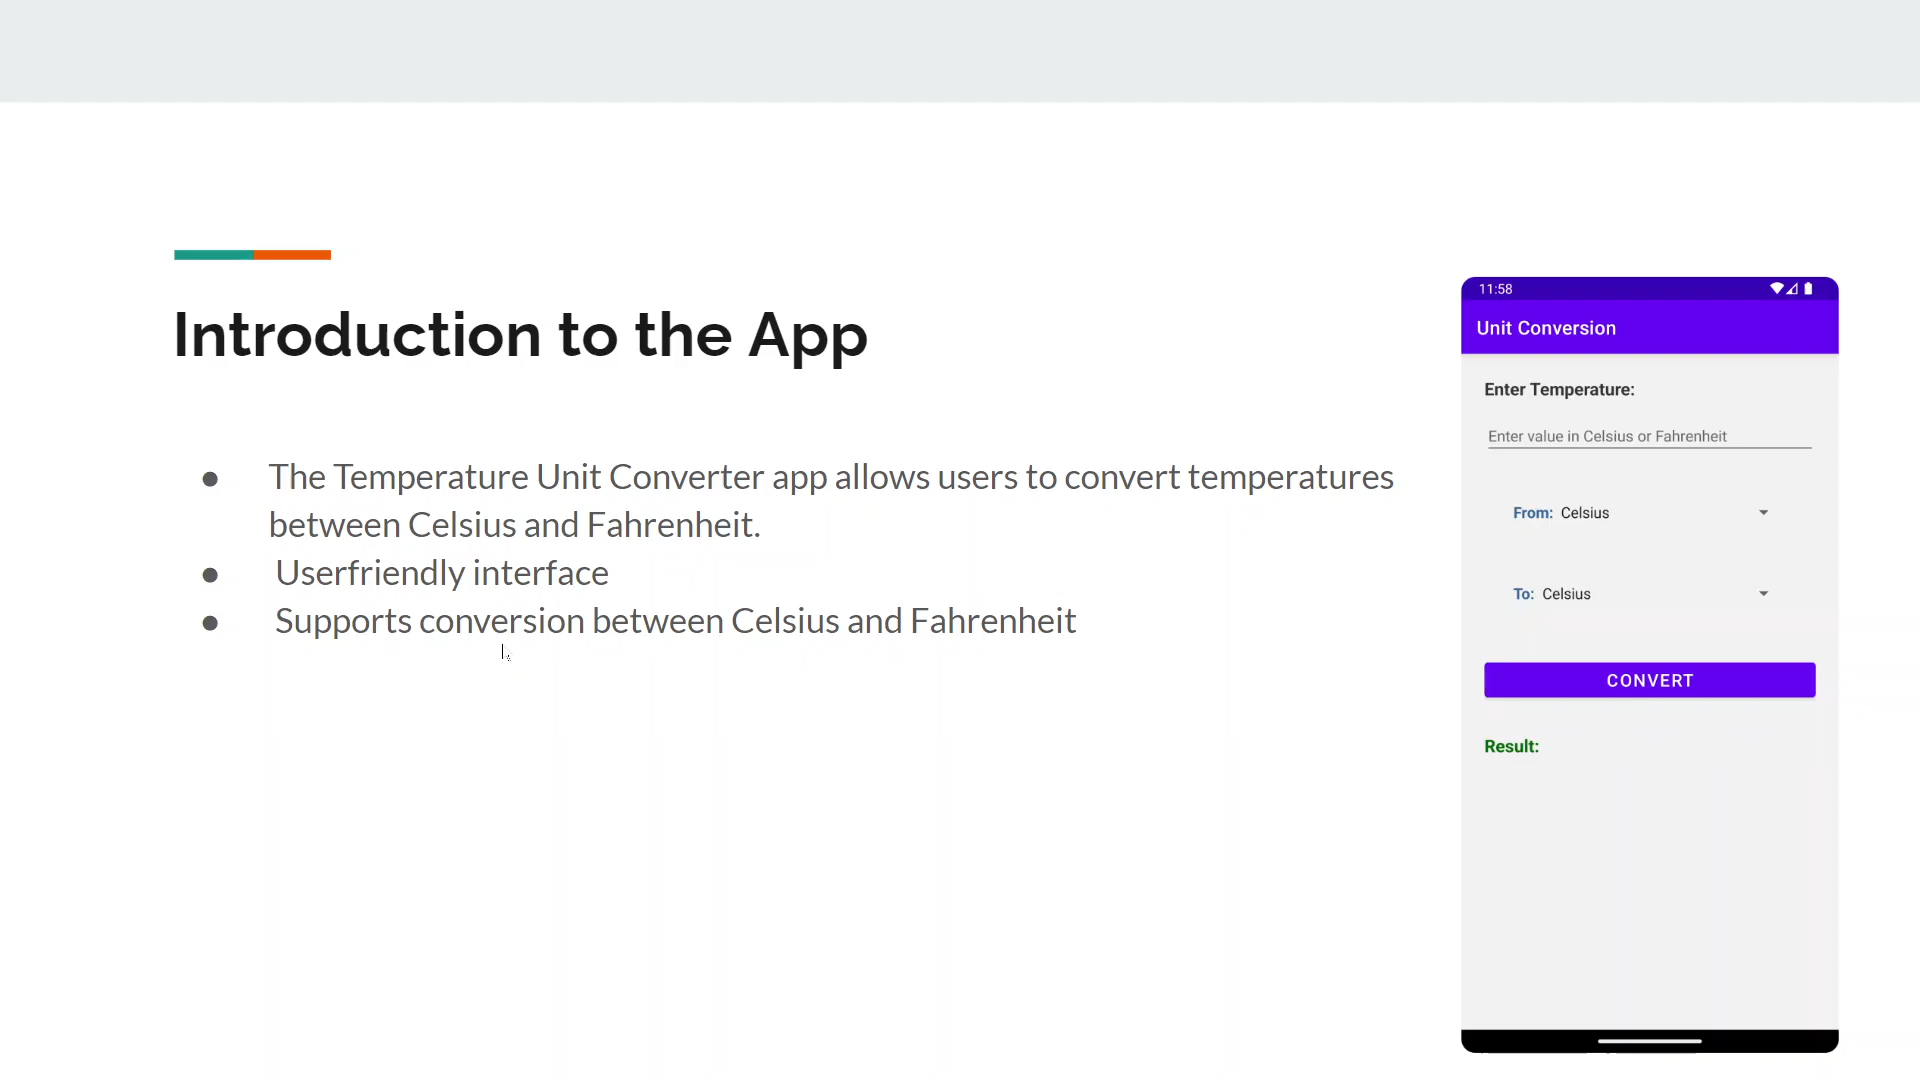 Introduction to the App
● The Temperature Unit Converter app allows users to convert temperatures
between Celsius and Fahrenheit.
● Userfriendly interface
● Supports conversion between Celsius and Fahrenheit
11:58
Unit Conversion
Enter Temperature:
Enter value in Celsius or Fahrenheit
From: Celsius
To: Celsius
CONVERT
Result: